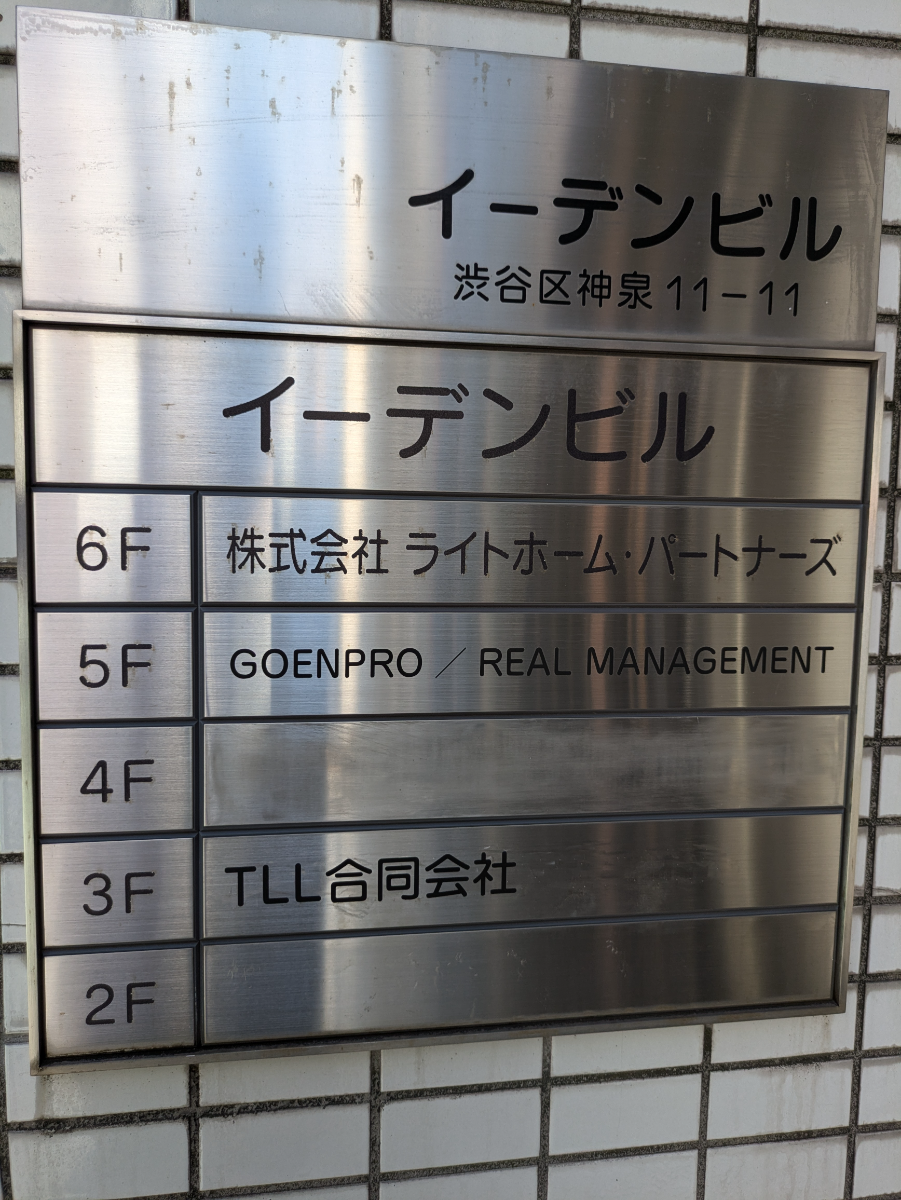 イーデンビル
渋谷区神泉11−11
イーデンビル
6F 株式会社 ライトホーム・パートナーズ
5F GOENPRO ／ REAL MANAGEMENT
4F
3F TLL合同会社
2F